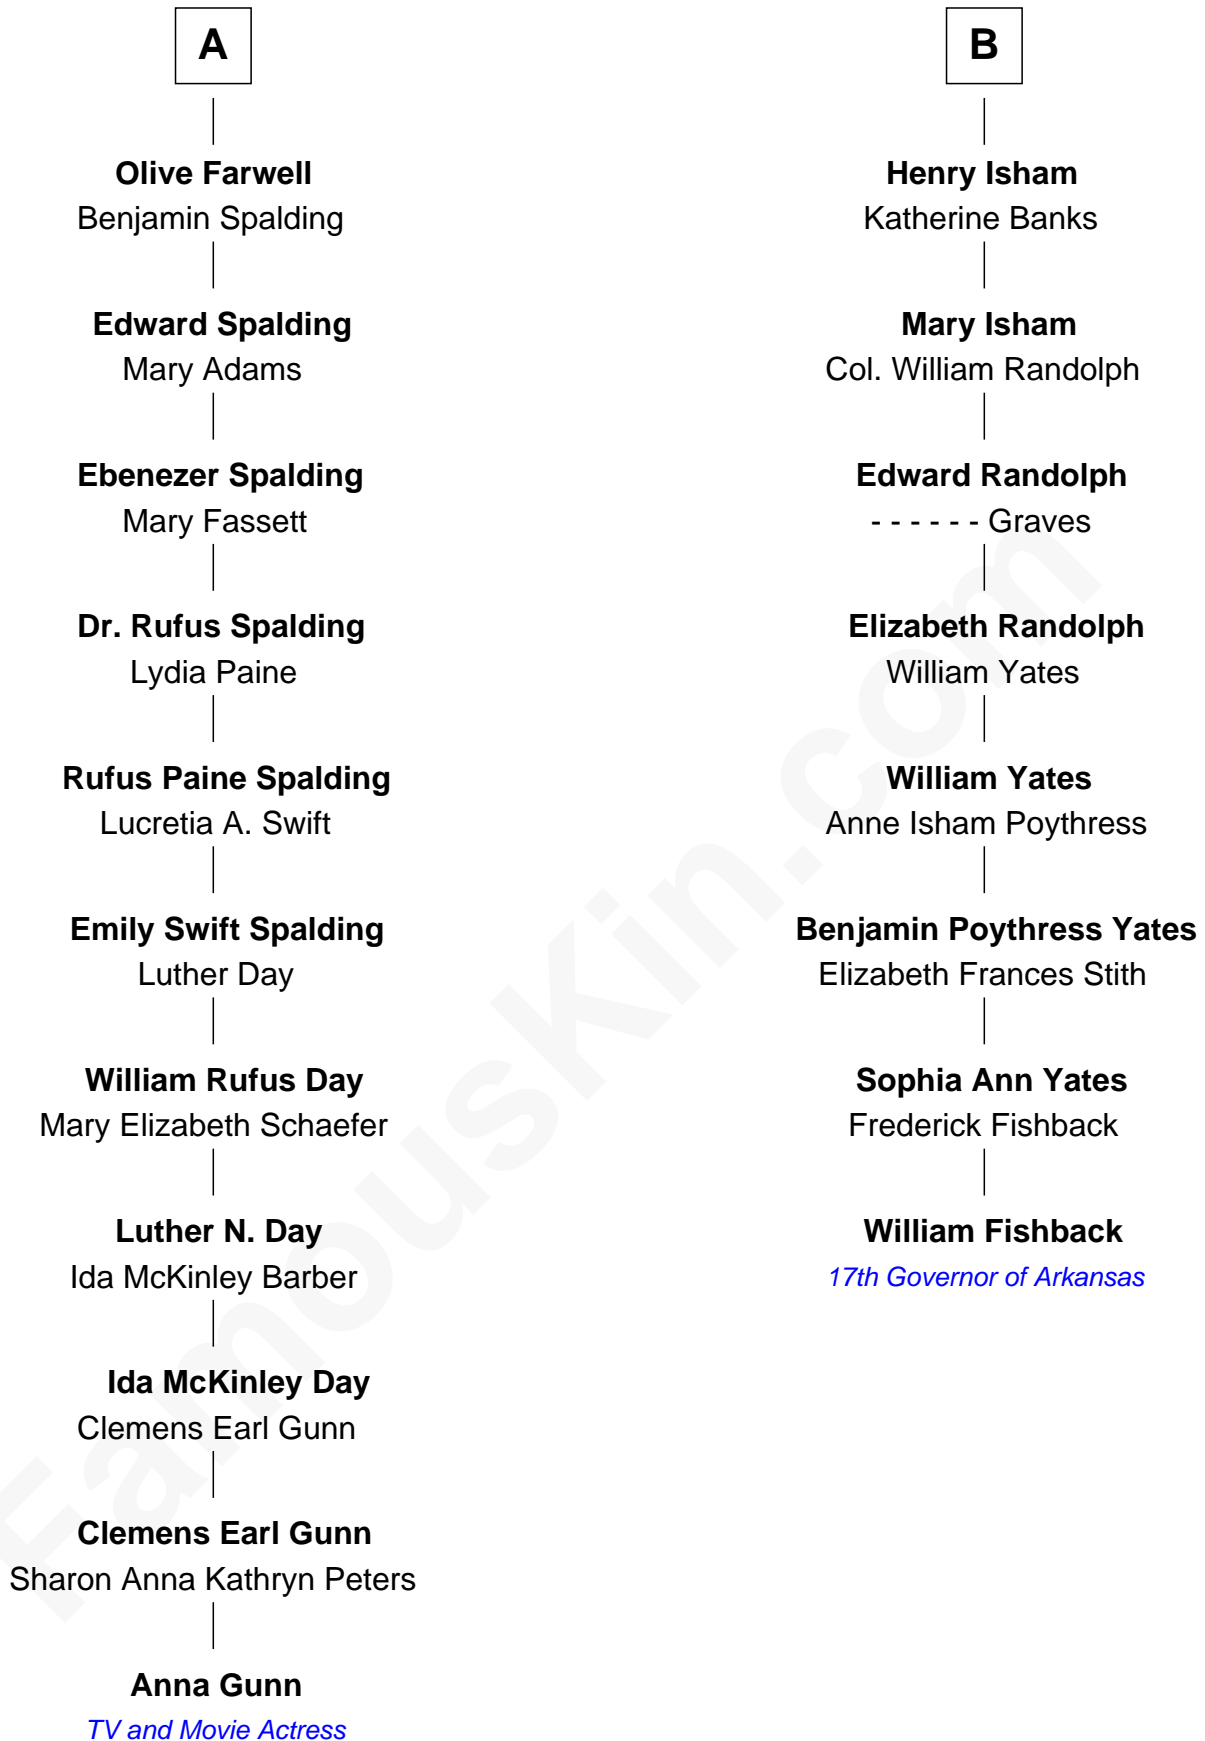 A
Olive Farwell
Benjamin Spalding
Edward Spalding
Mary Adams
Ebenezer Spalding
Mary Fassett
Dr. Rufus Spalding
Lydia Paine
Rufus Paine Spalding
Lucretia A. Swift
Emily Swift Spalding
Luther Day
William Rufus Day
Mary Elizabeth Schaefer
Luther N. Day
Ida McKinley Barber
Ida McKinley Day
Clemens Earl Gunn
Clemens Earl Gunn
Sharon Anna Kathryn Peters
Anna Gunn
TV and Movie Actress
B
Henry Isham
Katherine Banks
Mary Isham
Col. William Randolph
Edward Randolph
- - - - - - Graves
Elizabeth Randolph
William Yates
William Yates
Anne Isham Poythress
Benjamin Poythress Yates
Elizabeth Frances Stith
Sophia Ann Yates
Frederick Fishback
William Fishback
17th Governor of Arkansas
FamousKin.com